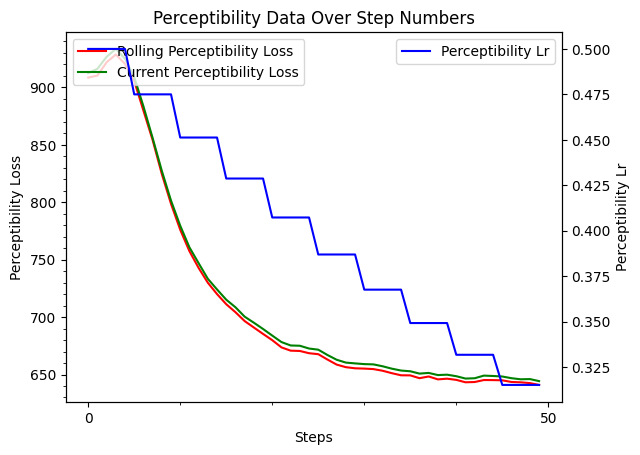 Perceptibility Data Over Step Numbers
Rolling Perceptibility Loss
Current Perceptibility Loss
Perceptibility Lr
900
850
800
750
700
650
Perceptibility Loss
0.500
0.475
0.450
0.425
0.400
0.375
0.350
0.325
Perceptibility Lr
0
50
Steps